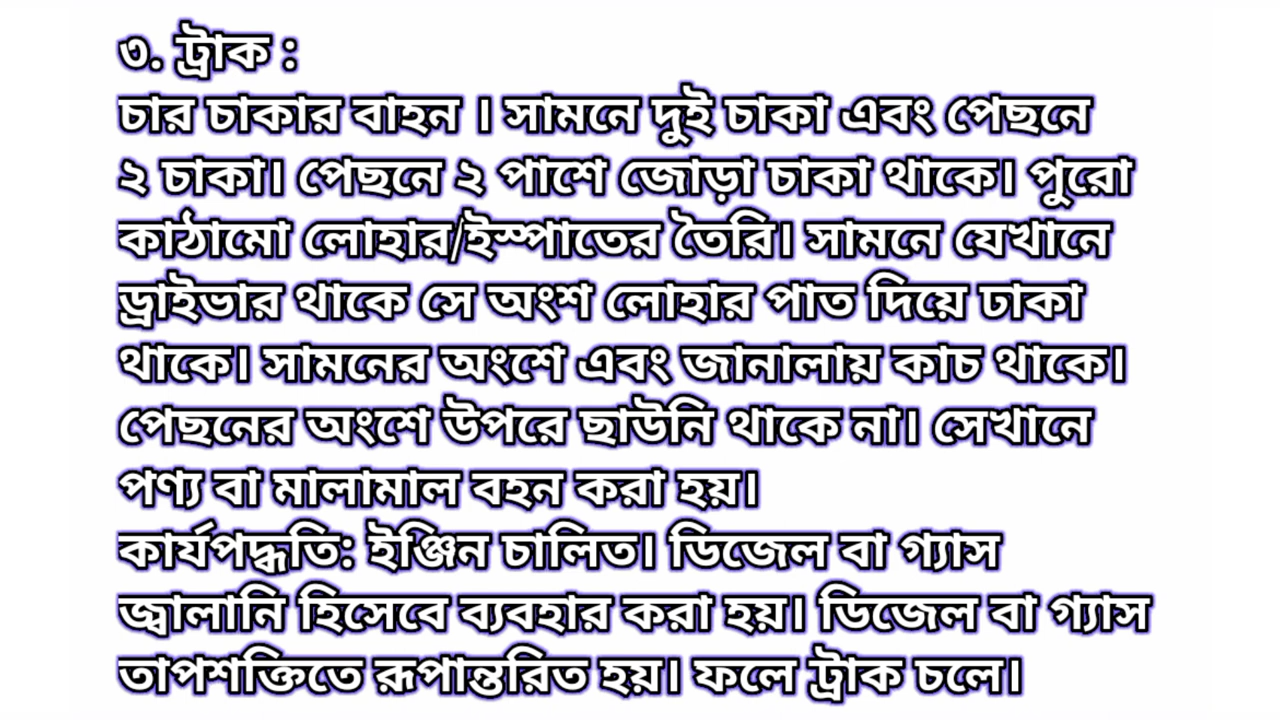 ৩. ট্রাক :
চার চাকার বাহন । সামনে দুই চাকা এবং পেছনে
২ চাকা। পেছনে ২ পাশে জোড়া চাকা থাকে। পুরো
কাঠামো লোহার/ইস্পাতের তৈরি। সামনে যেখানে
ড্রাইভার থাকে সে অংশ লোহার পাত দিয়ে ঢাকা
থাকে। সামনের অংশে এবং জানালায় কাচ থাকে।
পেছনের অংশে উপরে ছাউনি থাকে না। সেখানে
পণ্য বা মালামাল বহন করা হয়।
কার্যপদ্ধতি: ইঞ্জিন চালিত। ডিজেল বা গ্যাস
জ্বালানি হিসেবে ব্যবহার করা হয়। ডিজেল বা গ্যাস
তাপশক্তিতে রূপান্তরিত হয়। ফলে ট্রাক চলে।